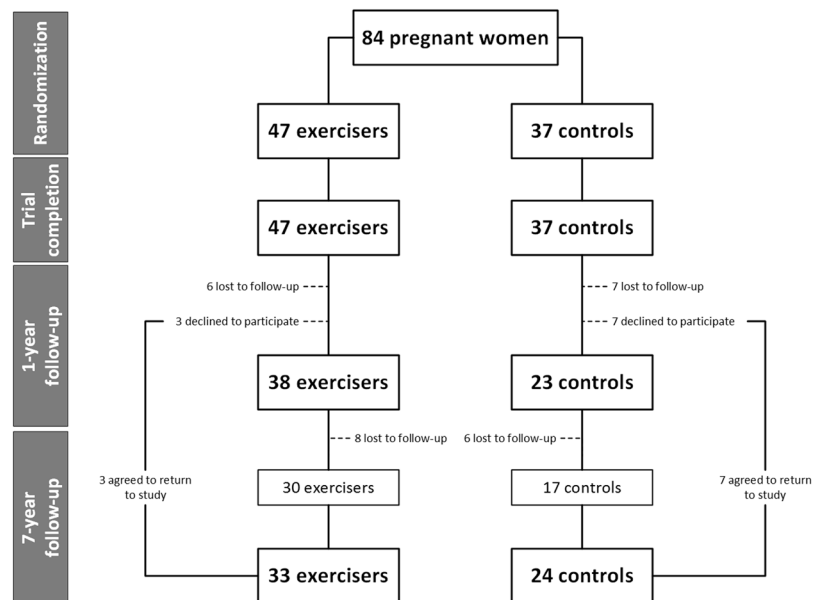 84 pregnant women
Randomization
47 exercisers
37 controls
Trial
completion
47 exercisers
37 controls
6 lost to follow-up
7 lost to follow-up
3 declined to participate
7 declined to participate
1-year
follow-up
38 exercisers
23 controls
8 lost to follow-up
6 lost to follow-up
7-year
follow-up
3 agreed to return
to study
30 exercisers
17 controls
7 agreed to return
to study
33 exercisers
24 controls